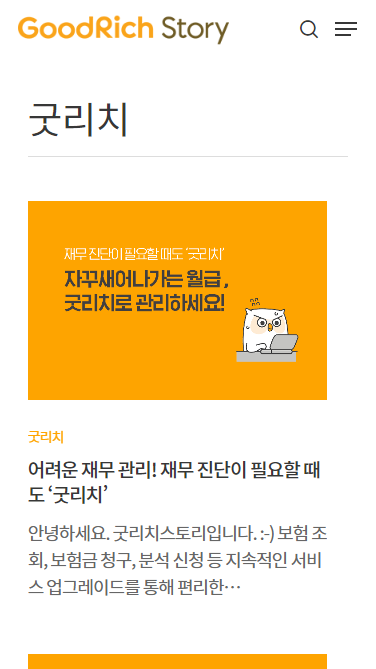 GoodRich Story
굿리치
재무 진단이 필요할 때도 '굿리치'
자꾸새어나가는 월급,
굿리치로 관리하세요!
굿리치
어려운 재무 관리! 재무 진단이 필요할 때
도 ‘굿리치’
안녕하세요. 굿리치스토리입니다. :-) 보험 조
회, 보험금 청구, 분석 신청 등 지속적인 서비
스 업그레이드를 통해 편리한…